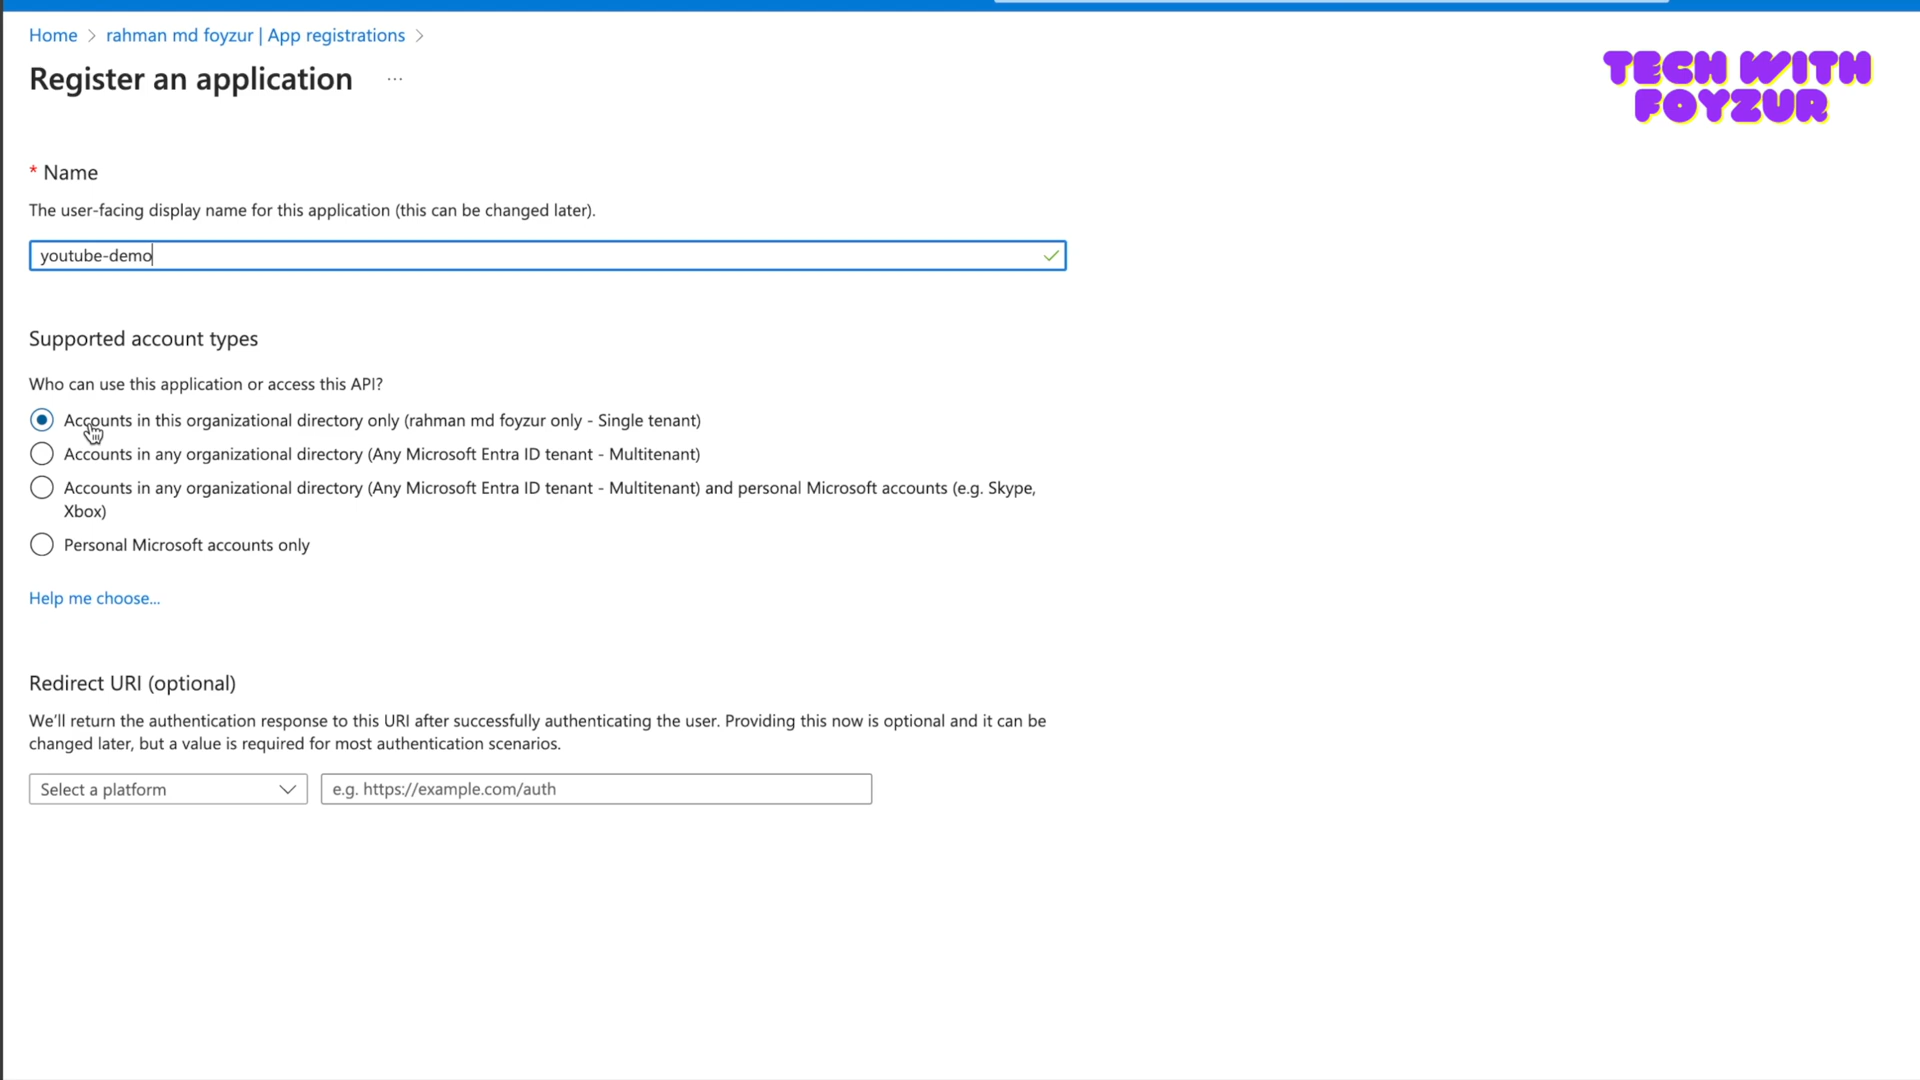 Home > rahman md foyzur | App registrations >
Register an application ...
TECH WITH
FOYZUR
* Name
The user-facing display name for this application (this can be changed later).
youtube-demo
Supported account types
Who can use this application or access this API?
Accounts in this organizational directory only (rahman md foyzur only - Single tenant)
Accounts in any organizational directory (Any Microsoft Entra ID tenant - Multitenant)
Accounts in any organizational directory (Any Microsoft Entra ID tenant - Multitenant) and personal Microsoft accounts (e.g. Skype,
Xbox)
Personal Microsoft accounts only
Help me choose...
Redirect URI (optional)
We'll return the authentication response to this URI after successfully authenticating the user. Providing this now is optional and it can be
changed later, but a value is required for most authentication scenarios.
Select a platform
e.g. https://example.com/auth